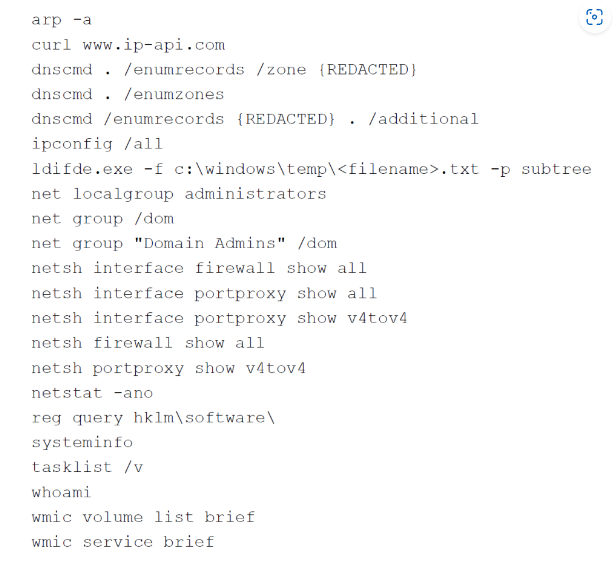 arp -a
curl www.ip-api.com
dnscmd . /enumrecords /zone {REDACTED}
dnscmd . /enumzones
dnscmd /enumrecords {REDACTED} . /additional
ipconfig /all
ldifde.exe -f c:\windows\temp\<filename>.txt -p subtree
net localgroup administrators
net group /dom
net group "Domain Admins" /dom
netsh interface firewall show all
netsh interface portproxy show all
netsh interface portproxy show v4tov4
netsh firewall show all
netsh portproxy show v4tov4
netstat -ano
reg query hklm\software\
systeminfo
tasklist /v
whoami
wmic volume list brief
wmic service brief